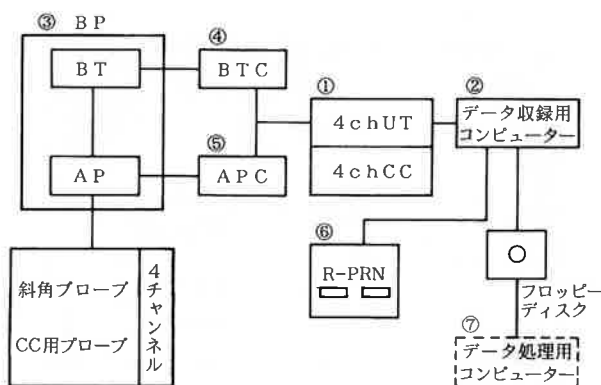 ③ BP
BT
AP
④
BTC
⑤
APC
①
4chUT
4chCC
②
データ収録用
コンピューター
⑥
R-PRN
フロッピー
ディスク
⑦
データ処理用
コンピューター
斜角プローブ
CC用プローブ
4チャンネル